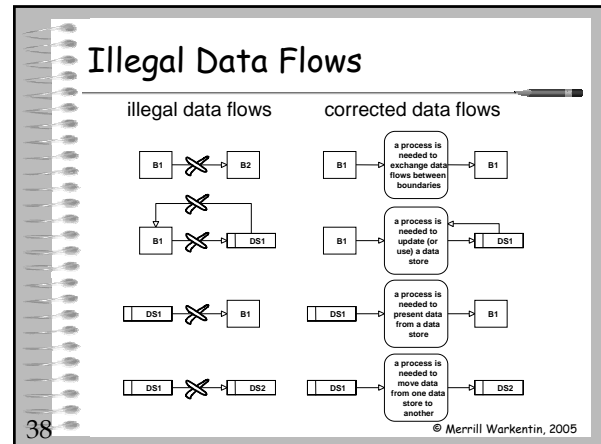 Illegal Data Flows
illegal data flows
corrected data flows
B1
B2
B1
a process is
needed to
exchange data
flows between
boundaries
B1
B1
DS1
B1
a process is
needed to
update (or
use) a data
store
DS1
DS1
B1
DS1
a process is
needed to
present data
from a data
store
B1
DS1
DS2
DS1
a process is
needed to
move data
from one data
store to
another
DS2
38
© Merrill Warkentin, 2005